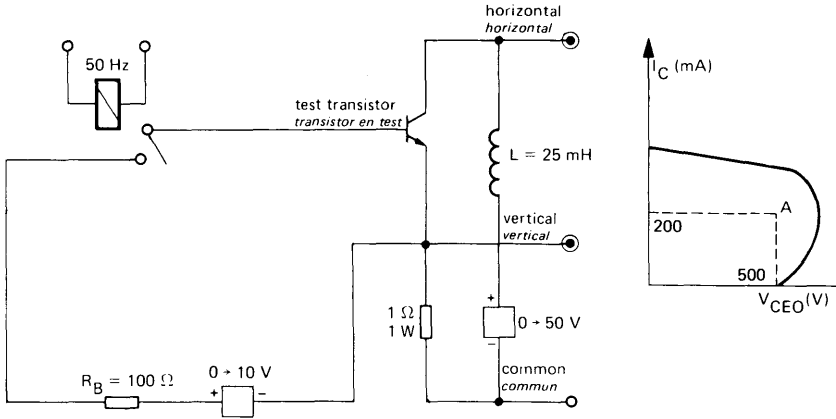 horizontal
horizontal
50 Hz
test transistor
transistor en test
L = 25 mH
vertical
vertical
1 Ω
1 W
+
0 → 50 V
−
common
commun
R_B = 100 Ω
0 → 10 V
+ −
I_C (mA)
A
200
500
V_CEO (V)